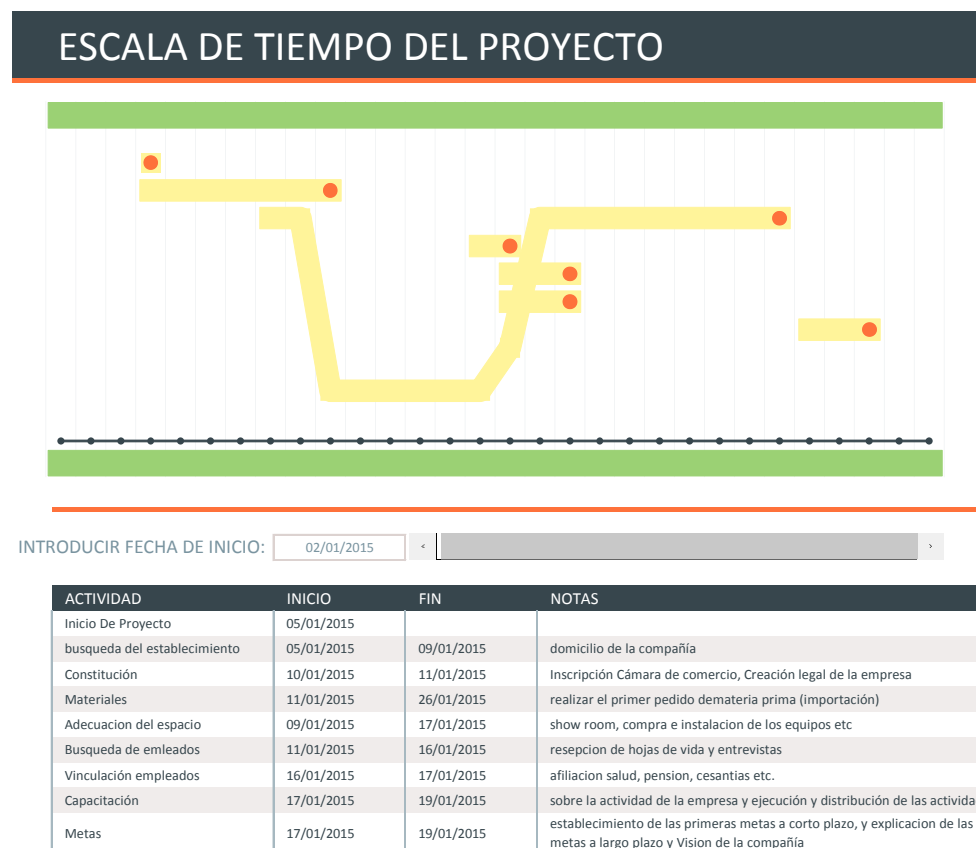 ESCALA DE TIEMPO DEL PROYECTO
INTRODUCIR FECHA DE INICIO: 02/01/2015
ACTIVIDAD INICIO FIN NOTAS
Inicio De Proyecto 05/01/2015
busqueda del establecimiento 05/01/2015 09/01/2015 domicilio de la compañía
Constitución 10/01/2015 11/01/2015 Inscripción Cámara de comercio, Creación legal de la empresa
Materiales 11/01/2015 26/01/2015 realizar el primer pedido demateria prima (importación)
Adecuacion del espacio 09/01/2015 17/01/2015 show room, compra e instalacion de los equipos etc
Busqueda de emleados 11/01/2015 16/01/2015 resepcion de hojas de vida y entrevistas
Vinculación empleados 16/01/2015 17/01/2015 afiliacion salud, pension, cesantias etc.
Capacitación 17/01/2015 19/01/2015 sobre la actividad de la empresa y ejecución y distribución de las activida
Metas 17/01/2015 19/01/2015 establecimiento de las primeras metas a corto plazo, y explicacion de las
metas a largo plazo y Vision de la compañía